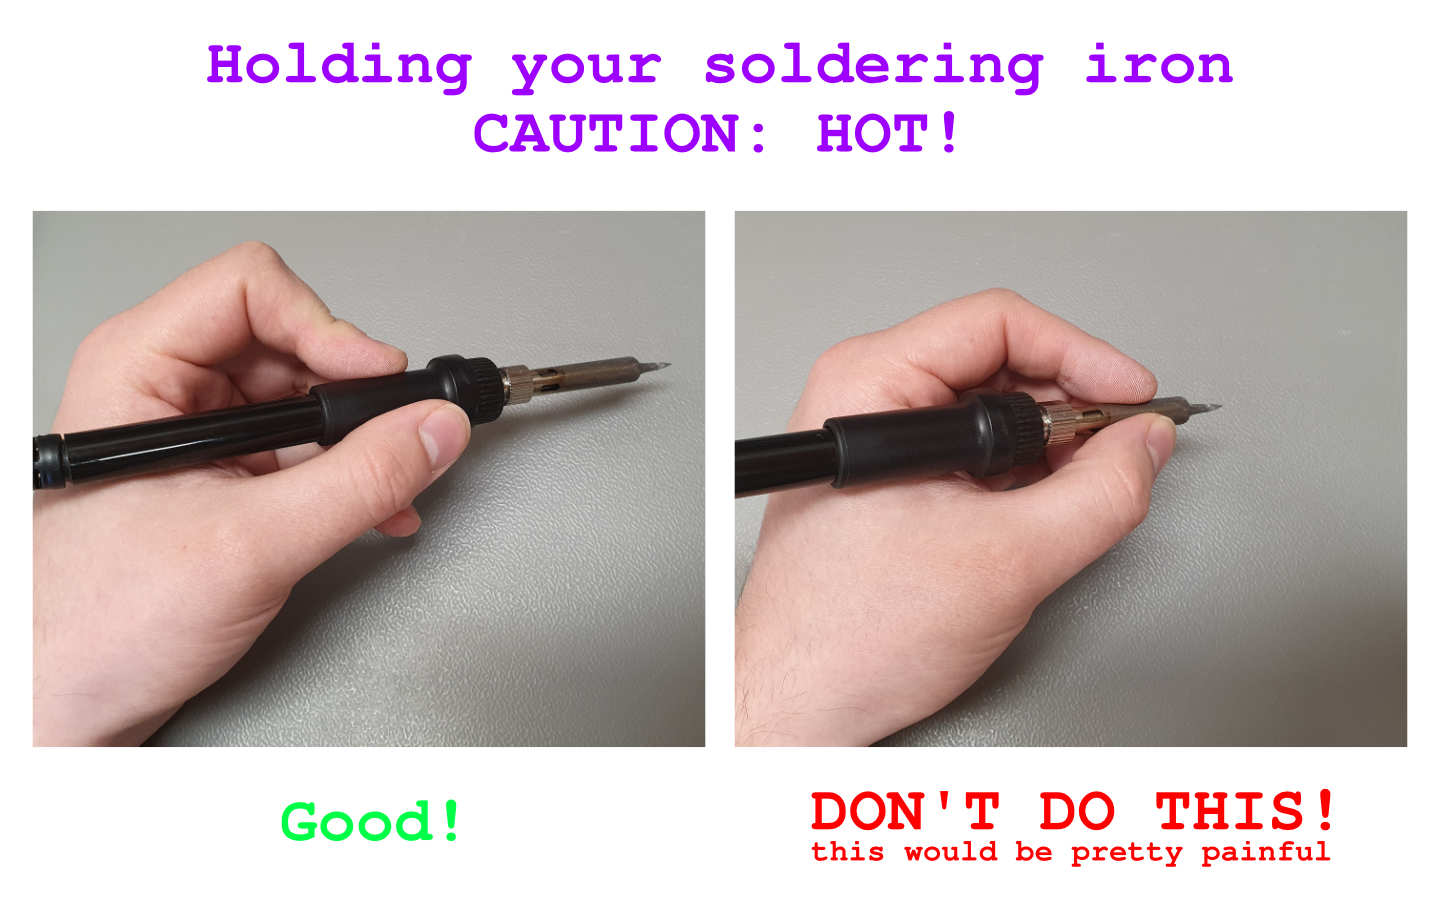 Holding your soldering iron
CAUTION: HOT!
Good!
DON'T DO THIS!
this would be pretty painful